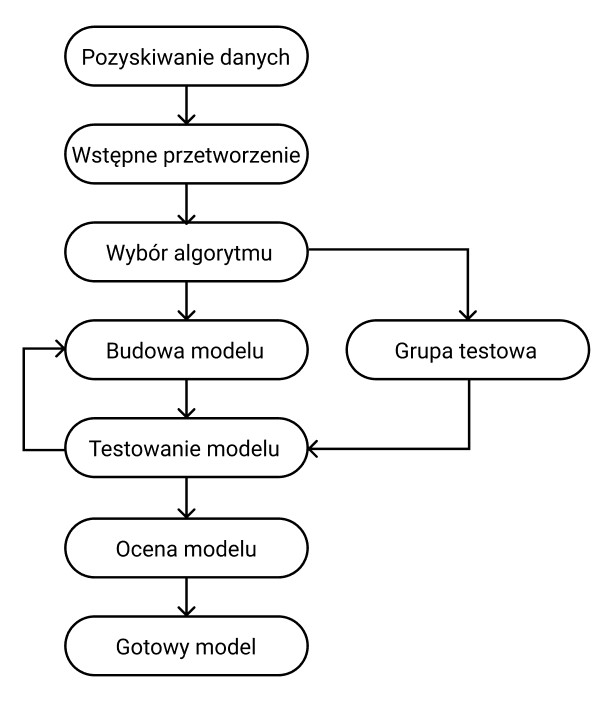 Pozyskiwanie danych
Wstępne przetworzenie
Wybór algorytmu
Budowa modelu
Grupa testowa
Testowanie modelu
Ocena modelu
Gotowy model